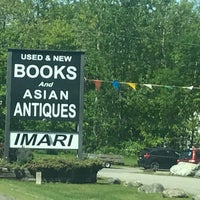 USED & NEW
BOOKS
And
ASIAN
ANTIQUES
IMARI